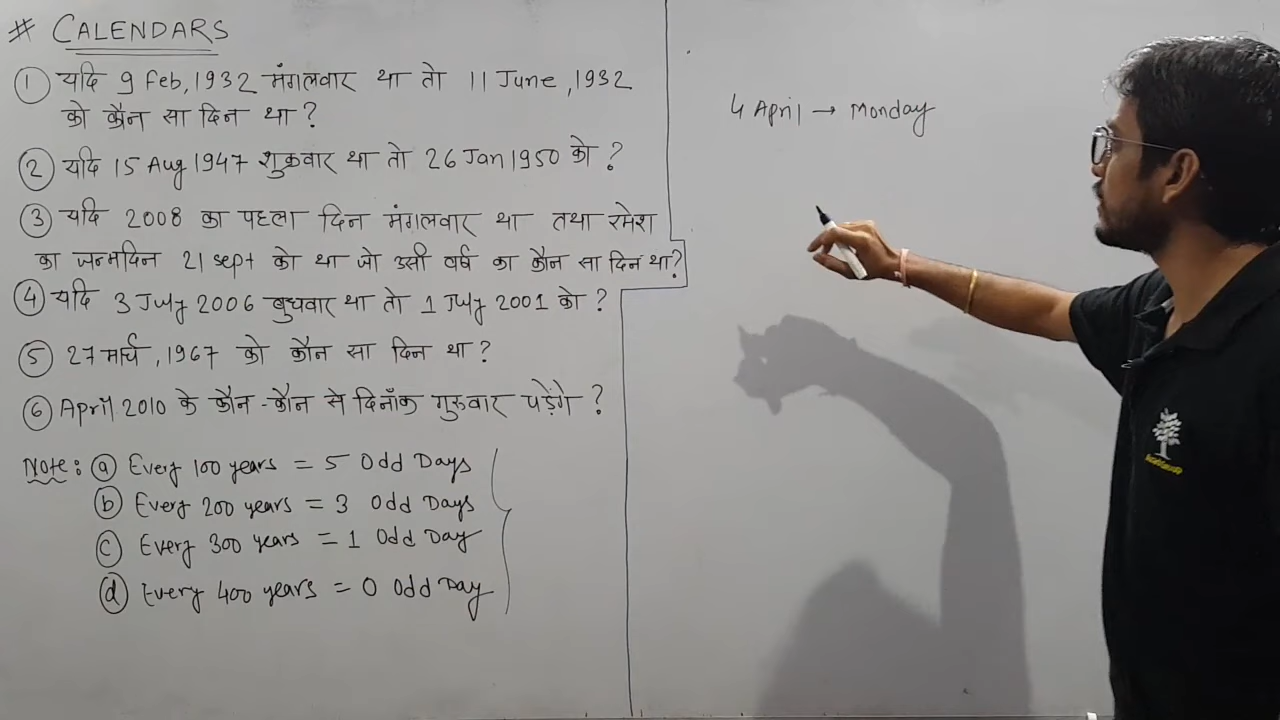 # CALENDARS
① यदि 9 Feb, 1932 मंगलवार था तो 11 June, 1932
को कौन सा दिन था ?
② यदि 15 Aug 1947 शुक्रवार था तो 26 Jan 1950 को ?
③ यदि 2008 का पहला दिन मंगलवार था तथा रमेश
का जन्मदिन 21 sept को था जो उसी वर्ष का कौन सा दिन था ?
④ यदि 3 July 2006 बुधवार था तो 1 July 2001 को ?
⑤ 27 मार्च, 1967 को कौन सा दिन था ?
⑥ April 2010 के कौन-कौन से दिनाँक गुरुवार पड़ेंगे ?
Note: ⓐ Every 100 years = 5 Odd Days
ⓑ Every 200 years = 3 Odd Days
ⓒ Every 300 years = 1 Odd Day
ⓓ Every 400 years = 0 Odd Day
4 April → Monday